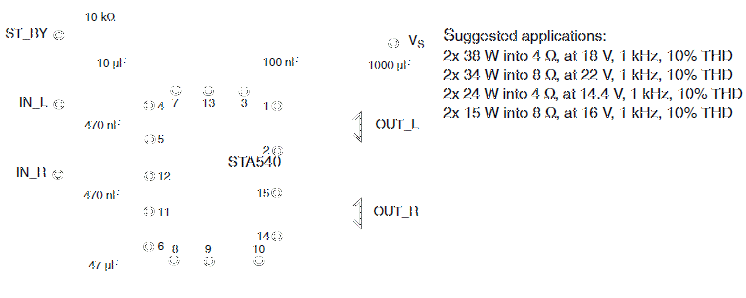 10 kΩ
ST_BY
VS
10 µF
100 nF
1000 µF
IN_L
4
7
13
3
1
470 nF
5
OUT_L
2
STA540
IN_R
12
470 nF
15
11
OUT_R
14
6
8
9
10
47 µF
Suggested applications:
2x 38 W into 4 Ω, at 18 V, 1 kHz, 10% THD
2x 34 W into 8 Ω, at 22 V, 1 kHz, 10% THD
2x 24 W into 4 Ω, at 14.4 V, 1 kHz, 10% THD
2x 15 W into 8 Ω, at 16 V, 1 kHz, 10% THD